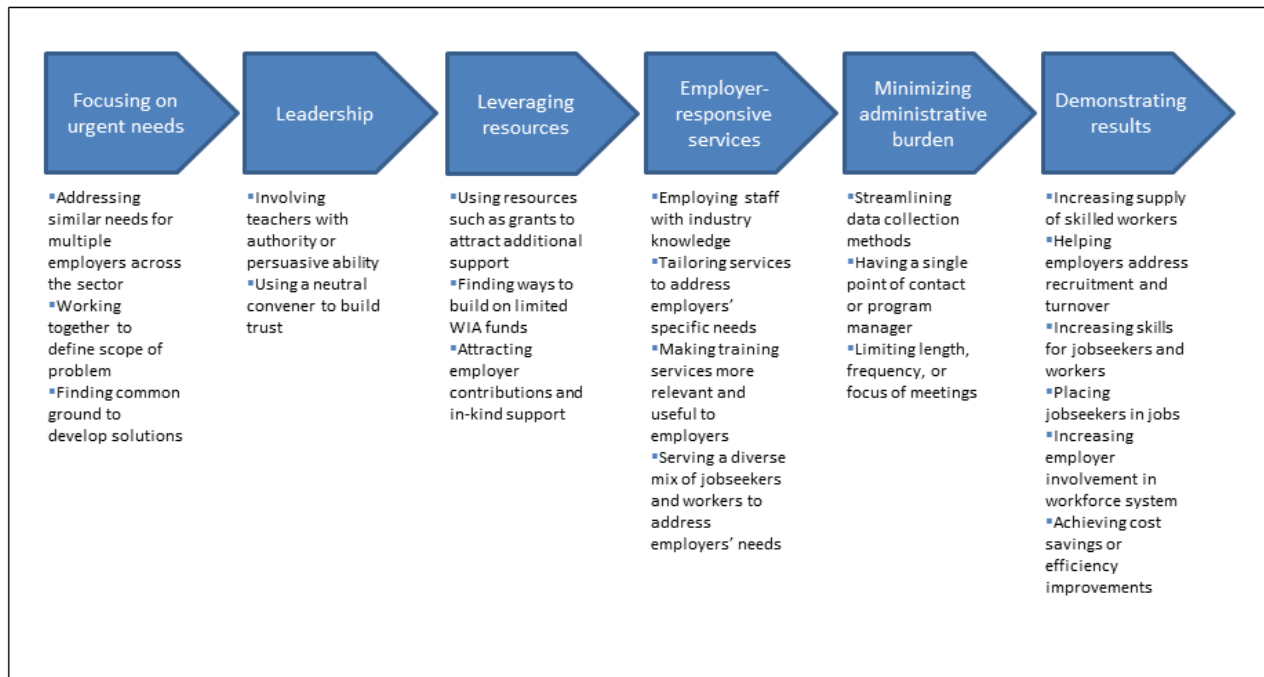 Focusing on
urgent needs
▪Addressing
similar needs for
multiple
employers across
the sector
▪Working
together to
define scope of
problem
▪Finding common
ground to
develop solutions
Leadership
▪Involving
teachers with
authority or
persuasive ability
▪Using a neutral
convener to build
trust
Leveraging
resources
▪Using resources
such as grants to
attract additional
support
▪Finding ways to
build on limited
WIA funds
▪Attracting
employer
contributions and
in-kind support
Employer-
responsive
services
▪Employing staff
with industry
knowledge
▪Tailoring services
to address
employers’
specific needs
▪Making training
services more
relevant and
useful to
employers
▪Serving a diverse
mix of jobseekers
and workers to
address
employers’ needs
Minimizing
administrative
burden
▪Streamlining
data collection
methods
▪Having a single
point of contact
or program
manager
▪Limiting length,
frequency, or
focus of meetings
Demonstrating
results
▪Increasing supply
of skilled workers
▪Helping
employers address
recruitment and
turnover
▪Increasing skills
for jobseekers and
workers
▪Placing
jobseekers in jobs
▪Increasing
employer
involvement in
workforce system
▪Achieving cost
savings or
efficiency
improvements